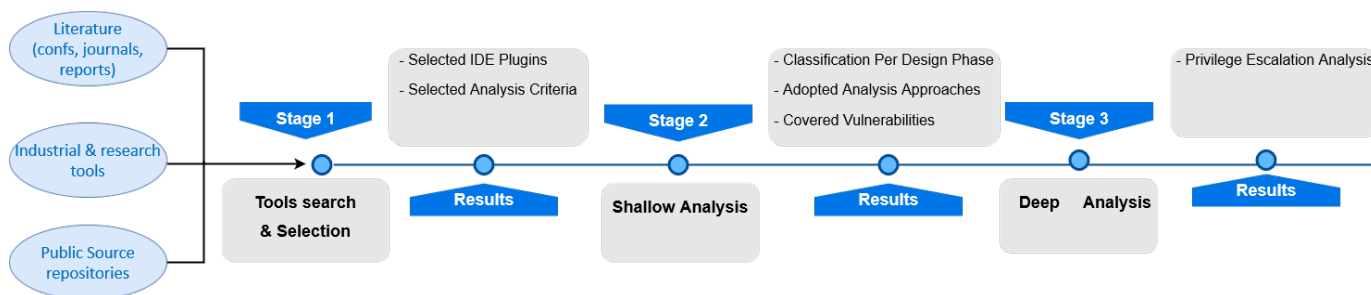 Literature
(confs, journals,
reports)
Industrial & research
tools
Public Source
repositories
Stage 1
Tools search
& Selection
- Selected IDE Plugins
- Selected Analysis Criteria
Results
Stage 2
Shallow Analysis
- Classification Per Design Phase
- Adopted Analysis Approaches
- Covered Vulnerabilities
Results
Stage 3
Deep Analysis
- Privilege Escalation Analysis
Results